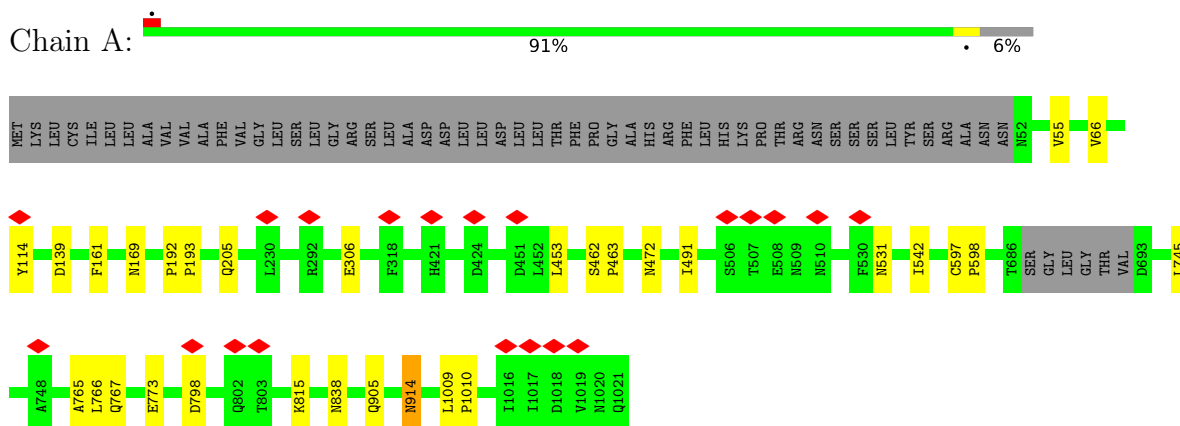 Chain A:
91%
•
6%
MET LYS LEU CYS ILE LEU LEU ALA VAL VAL ALA PHE VAL GLY LEU SER LEU GLY ARG SER LEU ALA ASP ASP LEU LEU ASP LEU LEU THR PHE PRO GLY ALA HIS ARG PHE LEU HIS LYS PRO THR ARG ASN SER SER SER LEU TYR SER ARG ALA ASN ASN N52 V55 V66
Y114 D139 F161 N169 P192 P193 Q205 L230 R292 E306 F318 H421 D424 D451 L452 L453 S462 P463 N472 I491 S506 T507 E508 N509 N510 F530 N531 I542 C597 P598 T686 SER GLY LEU GLY THR VAL D693 L745
A748 A765 L766 Q767 E773 D798 Q802 T803 K815 N838 Q905 N914 L1009 P1010 I1016 I1017 D1018 V1019 N1020 Q1021